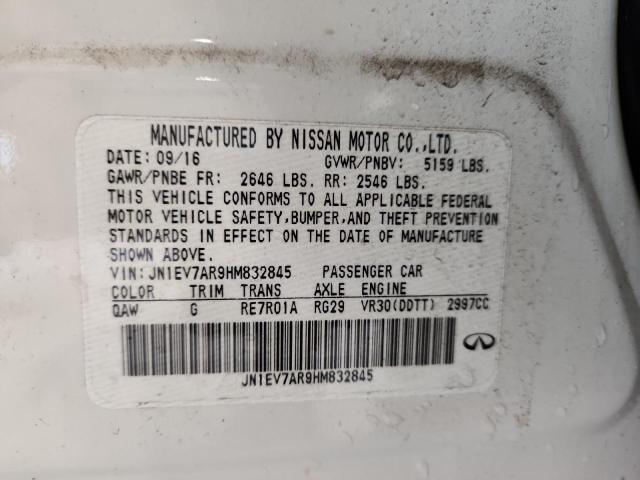 MANUFACTURED BY NISSAN MOTOR CO.,LTD.
DATE: 09/16 GVWR/PNBV: 5159 LBS.
GAWR/PNBE FR: 2646 LBS. RR: 2546 LBS.
THIS VEHICLE CONFORMS TO ALL APPLICABLE FEDERAL
MOTOR VEHICLE SAFETY,BUMPER,AND THEFT PREVENTION
STANDARDS IN EFFECT ON THE DATE OF MANUFACTURE
SHOWN ABOVE.
VIN: JN1EV7AR9HM832845 PASSENGER CAR
COLOR TRIM TRANS AXLE ENGINE
QAW G RE7R01A RG29 VR30(DDTT) 2997CC
JN1EV7AR9HM832845